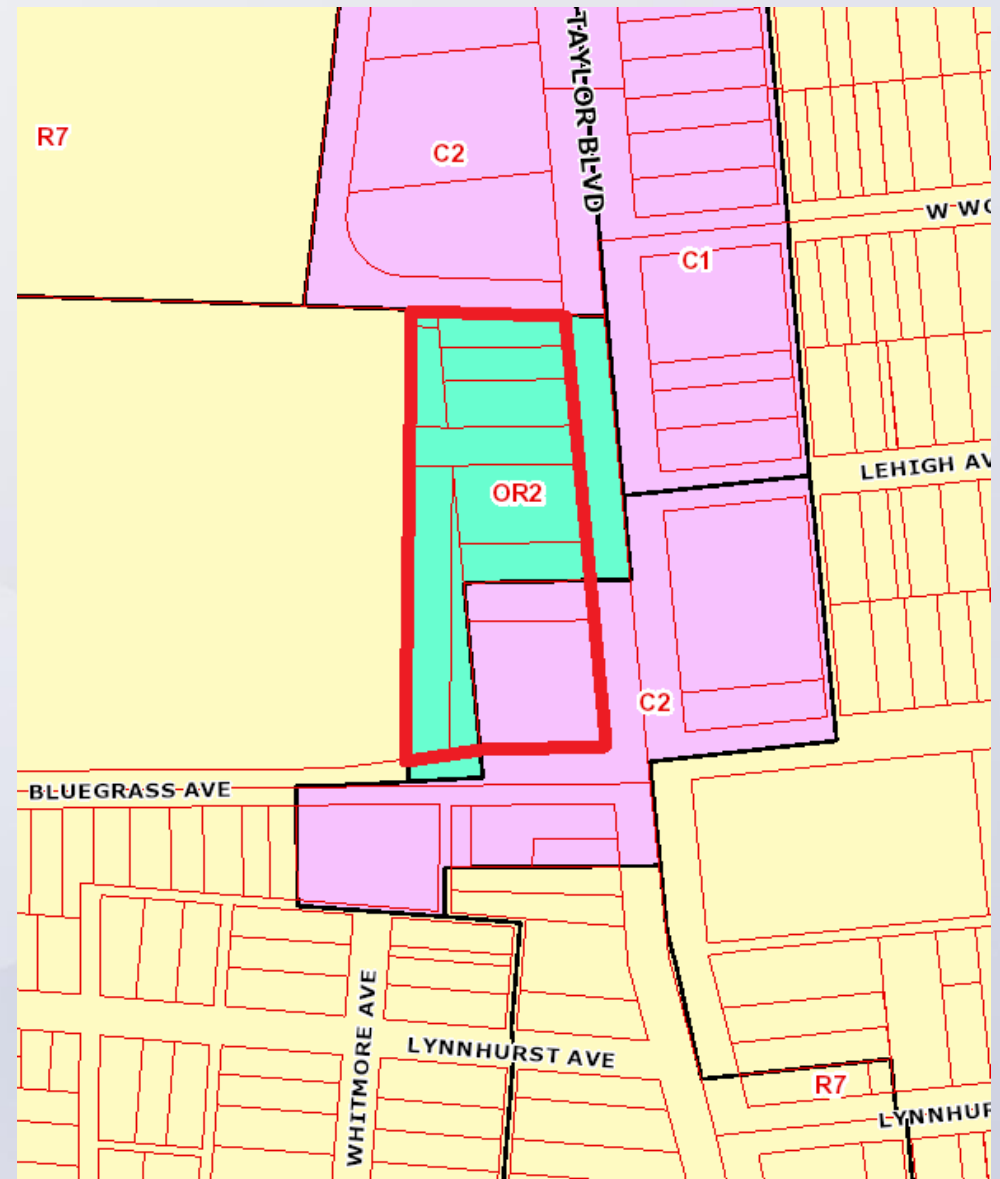 TAYLOR BLVD
R7
C2
W WO
C1
LEHIGH AV
OR2
C2
BLUEGRASS AVE
WHITMORE AVE
LYNNHURST AVE
R7
LYNNHUR